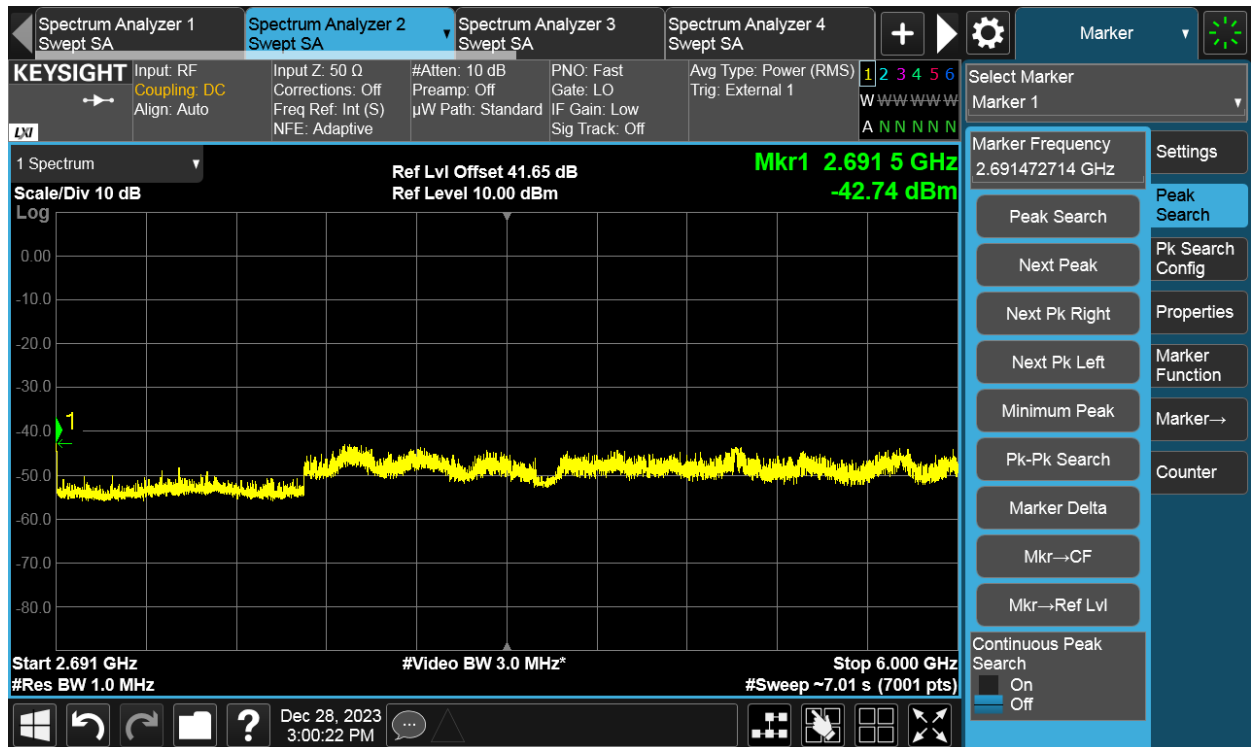 Spectrum Analyzer 1
Swept SA
Spectrum Analyzer 2
Swept SA
Spectrum Analyzer 3
Swept SA
Spectrum Analyzer 4
Swept SA
+
Marker
KEYSIGHT
LXI
Input: RF
Coupling: DC
Align: Auto
Input Z: 50 Ω
Corrections: Off
Freq Ref: Int (S)
NFE: Adaptive
#Atten: 10 dB
Preamp: Off
µW Path: Standard
PNO: Fast
Gate: LO
IF Gain: Low
Sig Track: Off
Avg Type: Power (RMS)
Trig: External 1
1 2 3 4 5 6
W W W W W W
A N N N N N
Select Marker
Marker 1
1 Spectrum
Scale/Div 10 dB
Log
Ref Lvl Offset 41.65 dB
Ref Level 10.00 dBm
Mkr1 2.691 5 GHz
-42.74 dBm
0.00
-10.0
-20.0
-30.0
-40.0
-50.0
-60.0
-70.0
-80.0
1
Start 2.691 GHz
#Res BW 1.0 MHz
#Video BW 3.0 MHz*
Stop 6.000 GHz
#Sweep ~7.01 s (7001 pts)
Marker Frequency
2.691472714 GHz
Peak Search
Next Peak
Next Pk Right
Next Pk Left
Minimum Peak
Pk-Pk Search
Marker Delta
Mkr→CF
Mkr→Ref Lvl
Continuous Peak
Search
On
Off
Settings
Peak
Search
Pk Search
Config
Properties
Marker
Function
Marker→
Counter
?
Dec 28, 2023
3:00:22 PM